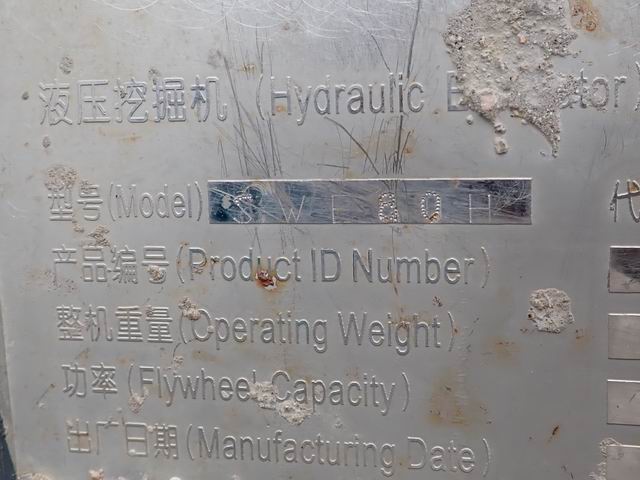 液压挖掘机 (Hydraulic
型号(Model) SWE80H 代
产品编号(Product ID Number)
整机重量(Operating Weight)
功率(Flywheel Capacity)
出厂日期(Manufacturing Date)